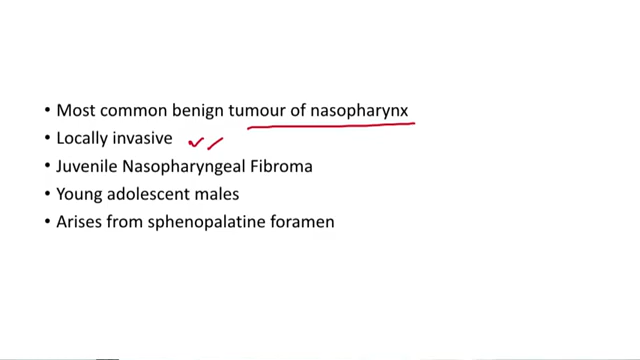 • Most common benign tumour of nasopharynx
• Locally invasive
• Juvenile Nasopharyngeal Fibroma
• Young adolescent males
• Arises from sphenopalatine foramen